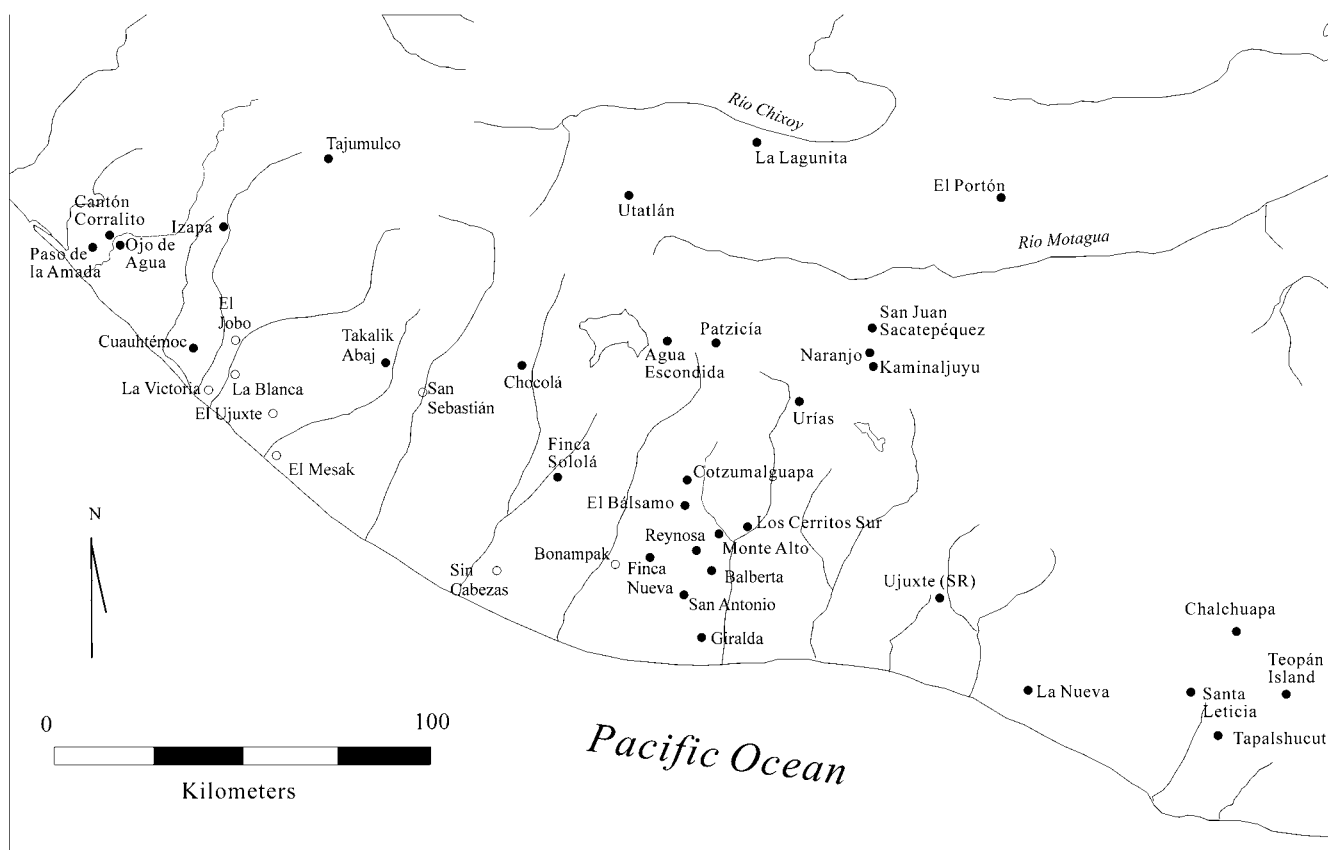 Río Chixoy
Tajumulco
La Lagunita
El Portón
Utatlán
Cantón
Corralito
Izapa
Paso de
la Amada
Ojo de
Agua
Río Motagua
El
Jobo
Cuauhtémoc
Takalik
Abaj
San Juan
Sacatepéquez
Patzicía
Agua
Escondida
Naranjo
Kaminaljuyu
Chocolá
La Victoria
La Blanca
San
Sebastián
El Ujuxte
Urías
El Mesak
Finca
Sololá
Cotzumalguapa
El Bálsamo
Los Cerritos Sur
Reynosa
Monte Alto
Bonampak
Finca
Nueva
Balberta
Sin
Cabezas
San Antonio
Ujuxte (SR)
Giralda
Chalchuapa
Teopán
Island
La Nueva
Santa
Leticia
Tapalshucut
N
0
100
Kilometers
Pacific Ocean